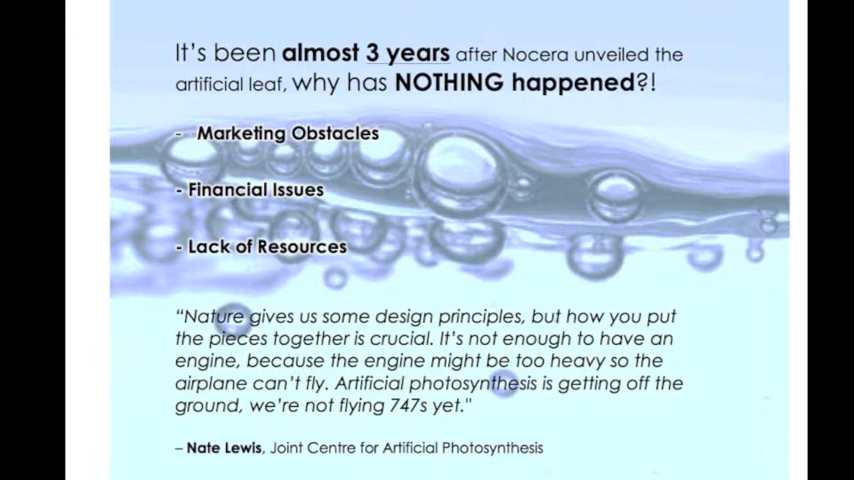 It's been almost 3 years after Nocera unveiled the
artificial leaf, why has NOTHING happened?!
- Marketing Obstacles
- Financial Issues
- Lack of Resources
“Nature gives us some design principles, but how you put
the pieces together is crucial. It's not enough to have an
engine, because the engine might be too heavy so the
airplane can't fly. Artificial photosynthesis is getting off the
ground, we're not flying 747s yet."
– Nate Lewis, Joint Centre for Artificial Photosynthesis